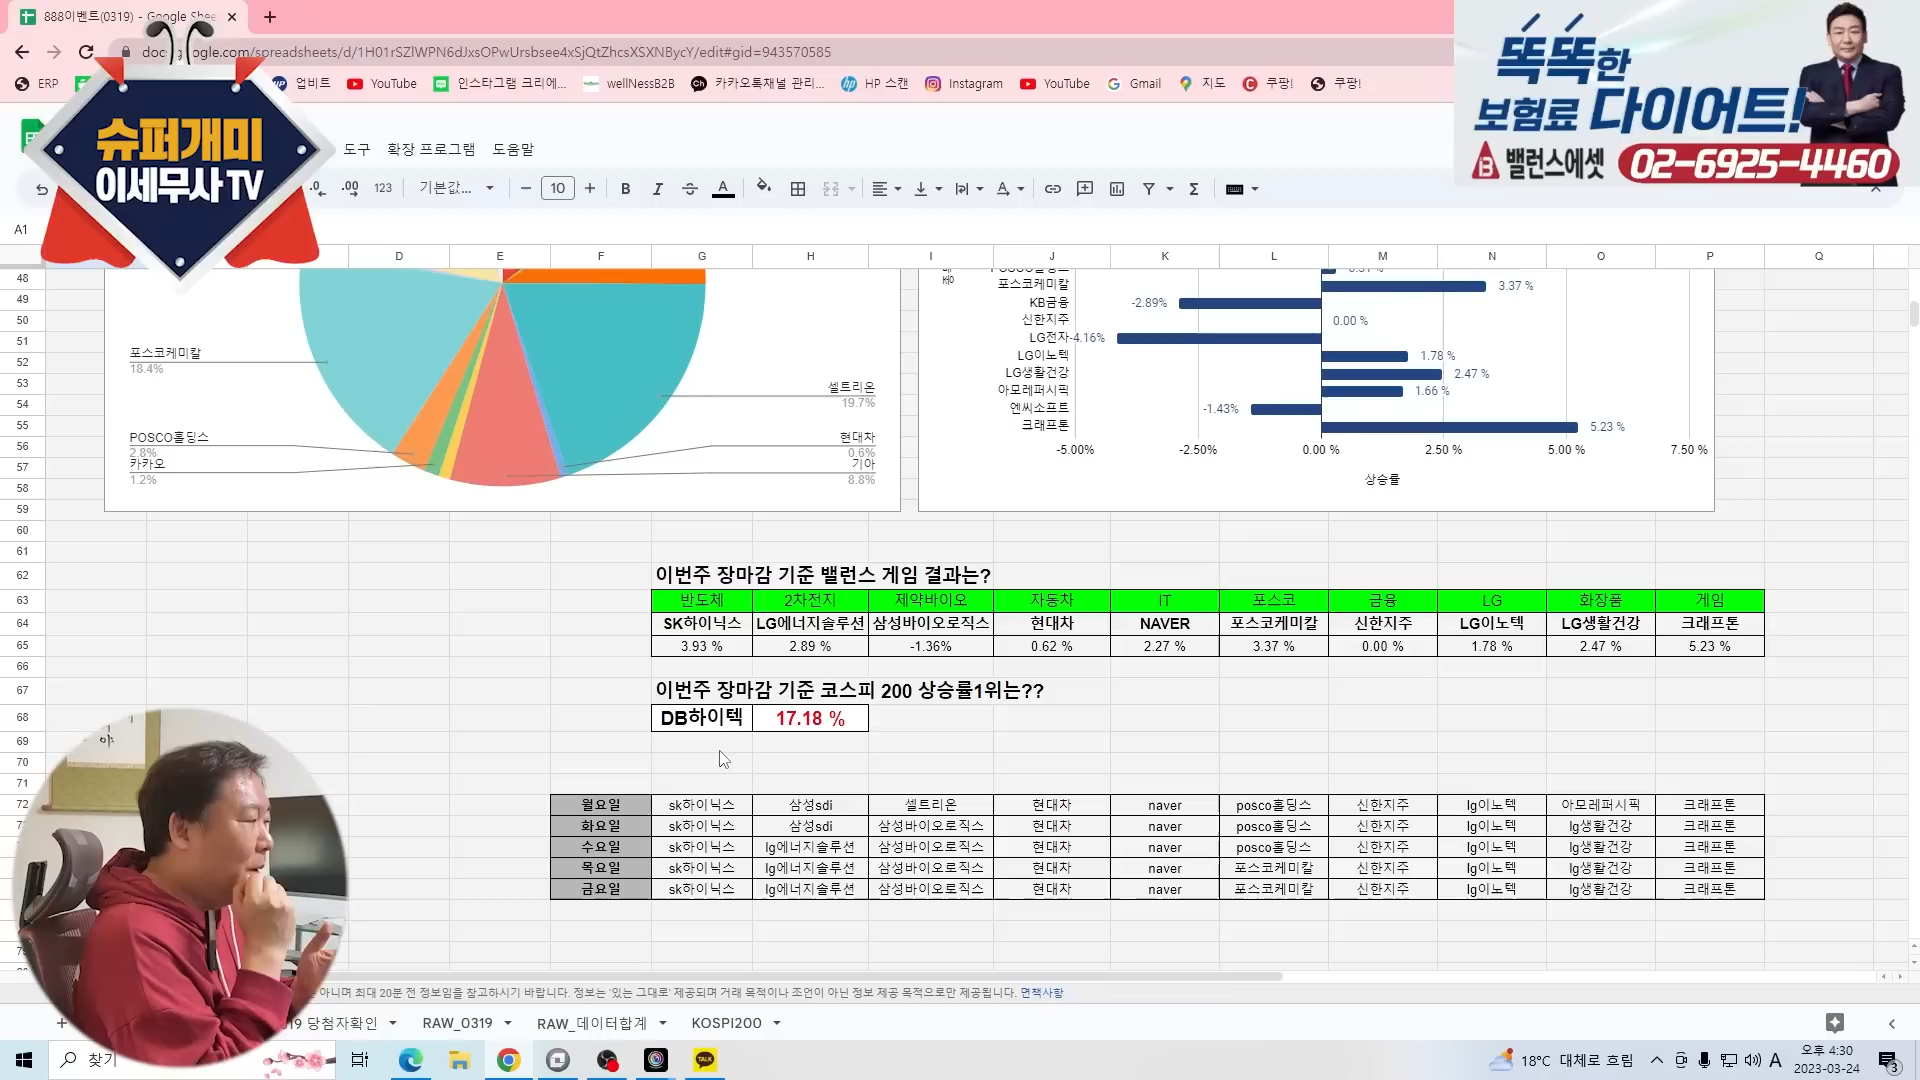 888이벤트(0319) - Google Shee
gle.com/spreadsheets/d/1H01rSZlWPN6dJxsOPwUrsbsee4xSjQtZhcsXSXNBycY/edit#gid=943570585
ERP 업비트 YouTube 인스타그램 크리에... wellNessB2B 카카오톡채널 관리... HP 스캔 Instagram YouTube Gmail 지도 쿠팡! 쿠팡!
똑똑한
보험료 다이어트!
밸런스에셋 02-6925-4460
슈퍼개미
이세무사TV
도구 확장 프로그램 도움말
.0 .00 123 기본값... 10 B I A Σ
A1
D E F G H I J K L M N O P Q
48
49
50
51
52
53
54
55
56
57
58
59
60
61
62
63
64
65
66
67
68
69
70
71
72
포스코케미칼
18.4%
POSCO홀딩스
2.8%
카카오
1.2%
셀트리온
19.7%
현대차
0.6%
기아
8.8%
포스코케미칼 3.37 %
KB금융 -2.89%
신한지주 0.00 %
LG전자 -4.16%
LG이노텍 1.78 %
LG생활건강 2.47 %
아모레퍼시픽 1.66 %
엔씨소프트 -1.43%
크래프톤 5.23 %
-5.00% -2.50% 0.00 % 2.50 % 5.00 % 7.50 %
상승률
이번주 장마감 기준 밸런스 게임 결과는?
반도체 2차전지 제약바이오 자동차 IT 포스코 금융 LG 화장품 게임
SK하이닉스 LG에너지솔루션 삼성바이오로직스 현대차 NAVER 포스코케미칼 신한지주 LG이노텍 LG생활건강 크래프톤
3.93 % 2.89 % -1.36% 0.62 % 2.27 % 3.37 % 0.00 % 1.78 % 2.47 % 5.23 %
이번주 장마감 기준 코스피 200 상승률1위는??
DB하이텍 17.18 %
월요일 sk하이닉스 삼성sdi 셀트리온 현대차 naver posco홀딩스 신한지주 lg이노텍 아모레퍼시픽 크래프톤
화요일 sk하이닉스 삼성sdi 삼성바이오로직스 현대차 naver posco홀딩스 신한지주 lg이노텍 lg생활건강 크래프톤
수요일 sk하이닉스 lg에너지솔루션 삼성바이오로직스 현대차 naver posco홀딩스 신한지주 lg이노텍 lg생활건강 크래프톤
목요일 sk하이닉스 lg에너지솔루션 삼성바이오로직스 현대차 naver 포스코케미칼 신한지주 lg이노텍 lg생활건강 크래프톤
금요일 sk하이닉스 lg에너지솔루션 삼성바이오로직스 현대차 naver 포스코케미칼 신한지주 lg이노텍 lg생활건강 크래프톤
아니며 최대 20분 전 정보임을 참고하시기 바랍니다. 정보는 '있는 그대로' 제공되며 거래 목적이나 조언이 아닌 정보 제공 목적으로만 제공됩니다. 면책사항
19 당첨자확인 RAW_0319 RAW_데이터합계 KOSPI200
찾기
TALK
18°C 대체로 흐림 A 오후 4:30
2023-03-24
3